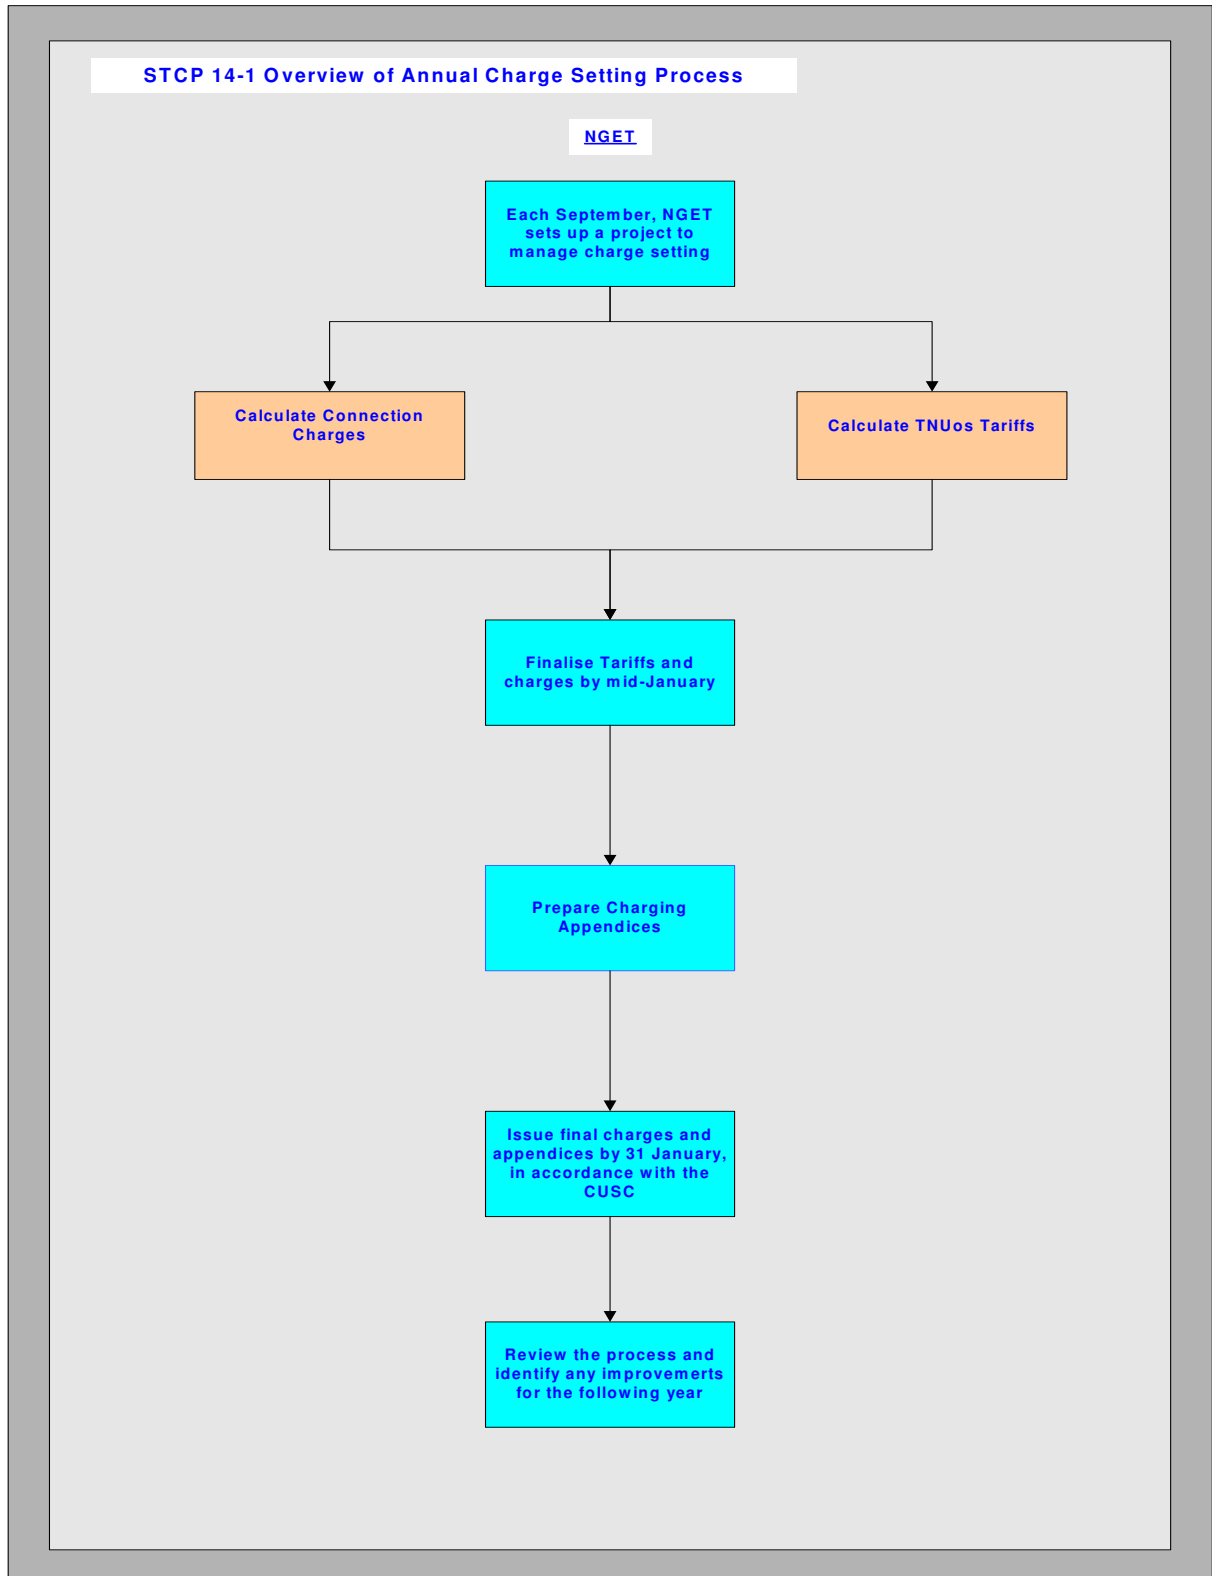 STCP 14-1 Overview of Annual Charge Setting Process
NGET
Each September, NGET
sets up a project to
manage charge setting
Calculate Connection
Charges
Calculate TNUos Tariffs
Finalise Tariffs and
charges by mid-January
Prepare Charging
Appendices
Issue final charges and
appendices by 31 January,
in accordance with the
CUSC
Review the process and
identify any improvemerts
for the following year